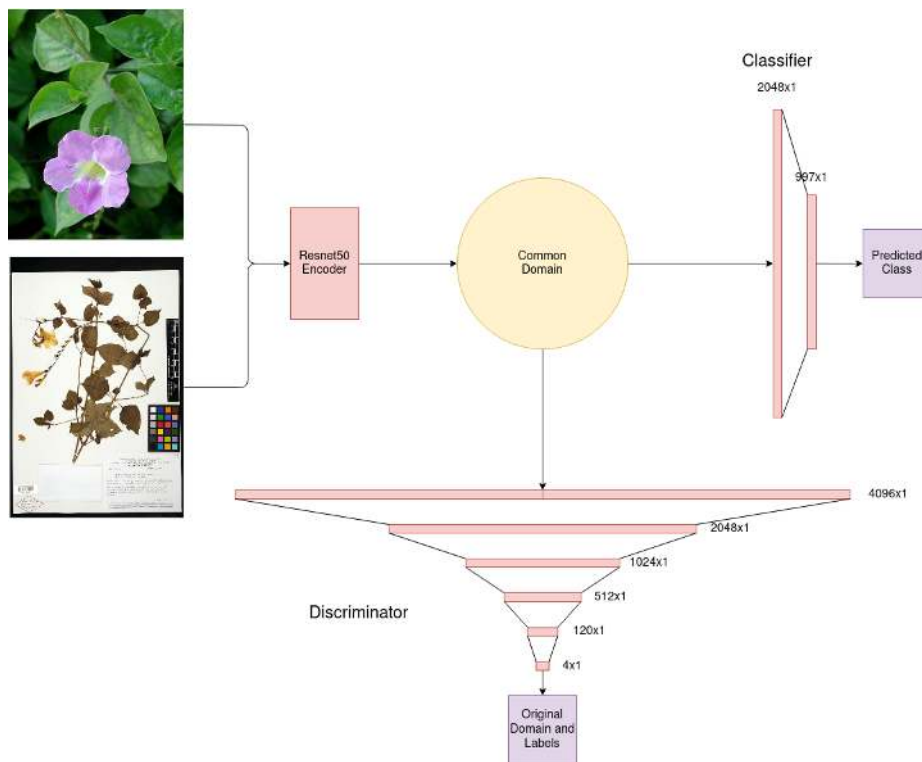 Classifier
2048x1
997x1
Resnet50
Encoder
Common
Domain
Predicted
Class
4096x1
2048x1
1024x1
512x1
Discriminator
120x1
4x1
Original
Domain and
Labels